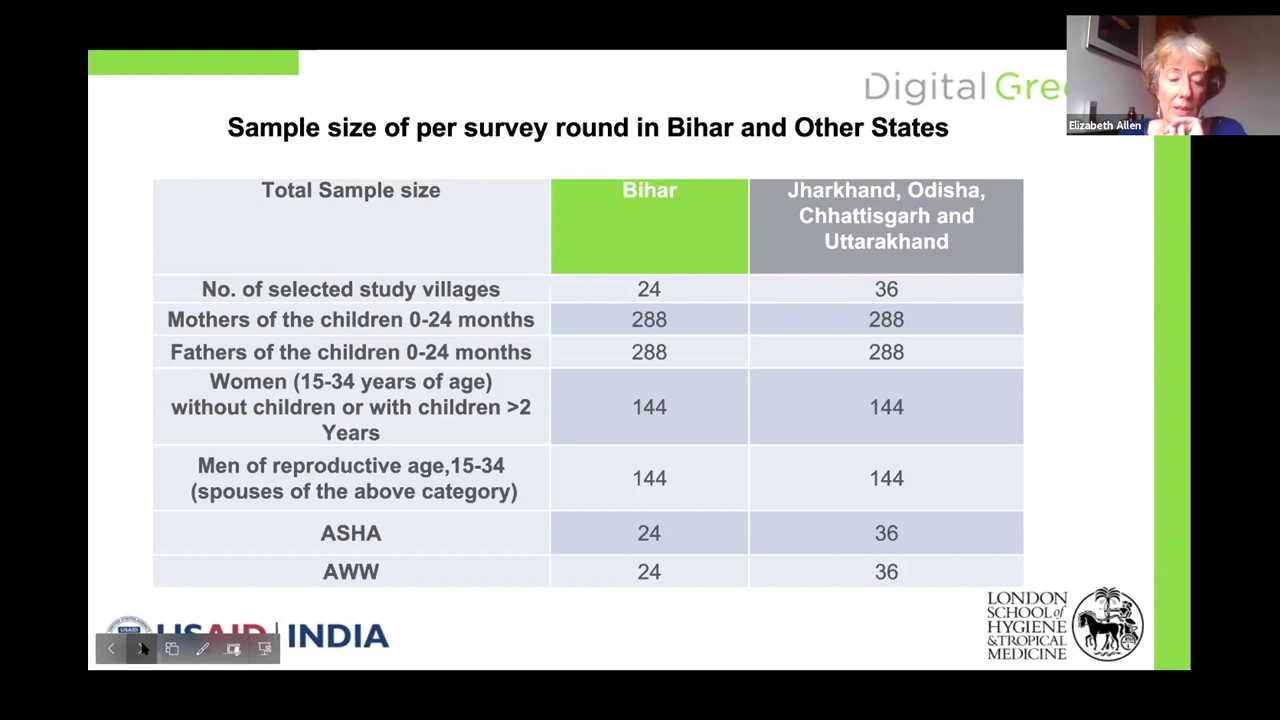 Digital Gree
Elizabeth Allen
Sample size of per survey round in Bihar and Other States
Total Sample size
Bihar
Jharkhand, Odisha,
Chhattisgarh and
Uttarakhand
No. of selected study villages
24
36
Mothers of the children 0-24 months
288
288
Fathers of the children 0-24 months
288
288
Women (15-34 years of age)
without children or with children >2
Years
144
144
Men of reproductive age,15-34
(spouses of the above category)
144
144
ASHA
24
36
AWW
24
36
USAID
USAID INDIA
LONDON
SCHOOL of
HYGIENE
& TROPICAL
MEDICINE